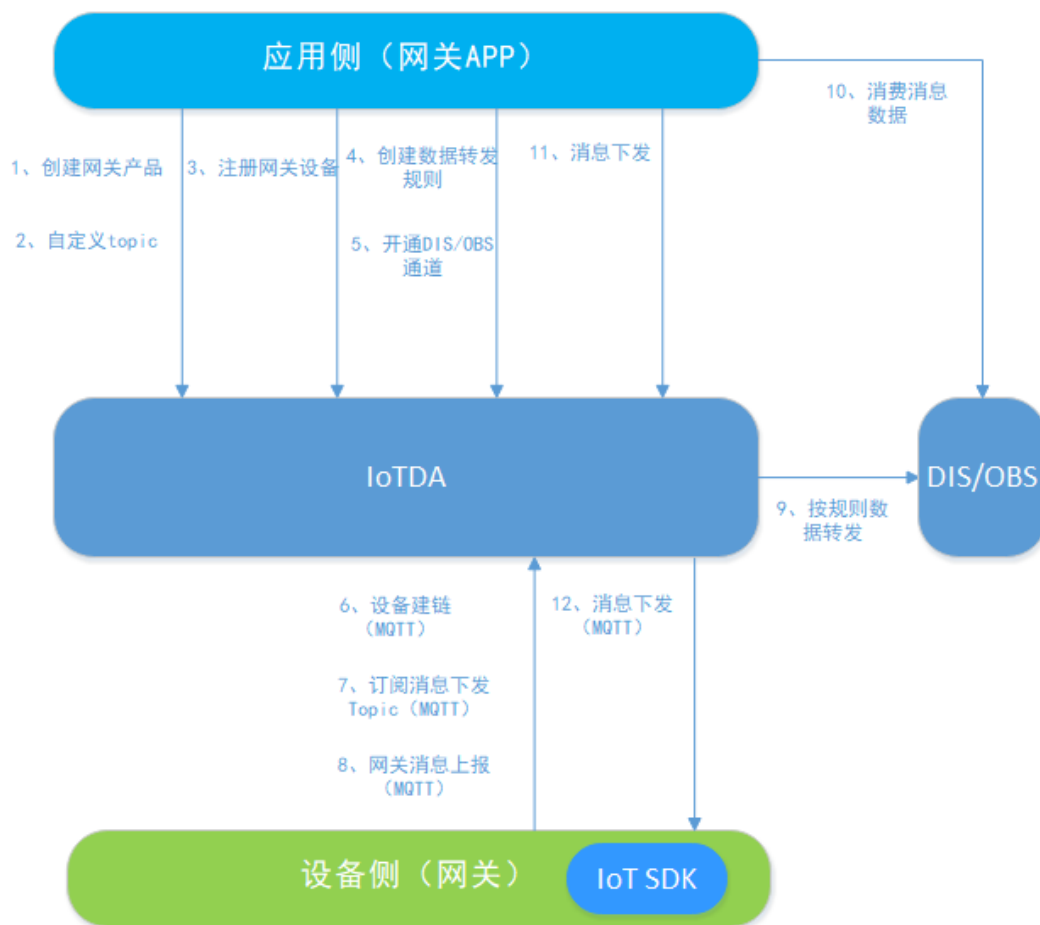 应用侧（网关APP）
10、消费消息
数据
1、创建网关产品
3、注册网关设备
4、创建数据转发
规则
11、消息下发
2、自定义topic
5、开通DIS/OBS
通道
IoTDA
DIS/OBS
9、按规则数
据转发
6、设备建链
（MQTT）
12、消息下发
（MQTT）
7、订阅消息下发
Topic（MQTT）
8、网关消息上报
（MQTT）
设备侧（网关）
IoT SDK